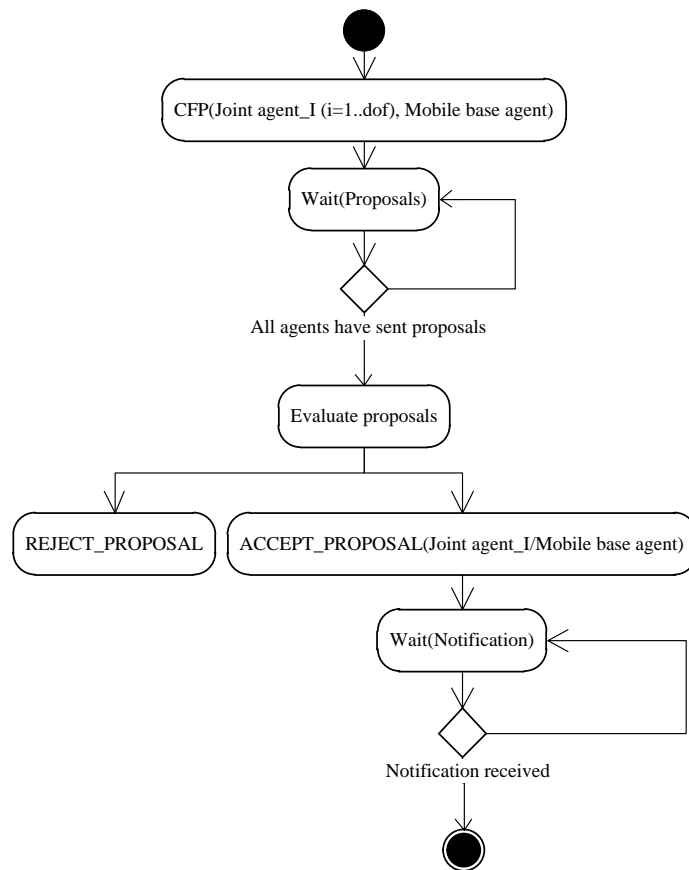 CFP(Joint agent_I (i=1..dof), Mobile base agent)
Wait(Proposals)
All agents have sent proposals
Evaluate proposals
REJECT_PROPOSAL
ACCEPT_PROPOSAL(Joint agent_I/Mobile base agent)
Wait(Notification)
Notification received